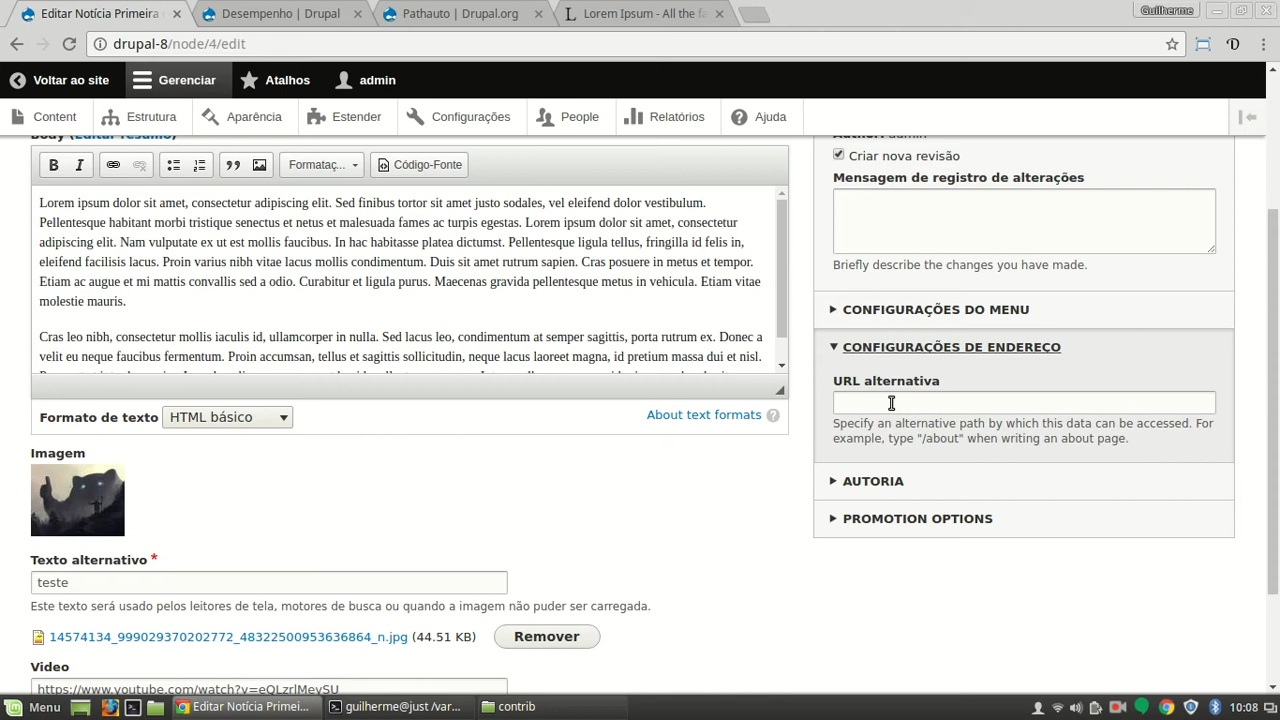 Editar Notícia Primeira
Desempenho | Drupal
Pathauto | Drupal.org
Lorem Ipsum - All the fa
Guilherme
drupal-8/node/4/edit
Voltar ao site
Gerenciar
Atalhos
admin
Content
Estrutura
Aparência
Estender
Configurações
People
Relatórios
Ajuda
Body (Editar resumo)
Author: admin
B I
Formataç...
Código-Fonte
Criar nova revisão
Mensagem de registro de alterações
Lorem ipsum dolor sit amet, consectetur adipiscing elit. Sed finibus tortor sit amet justo sodales, vel eleifend dolor vestibulum.
Pellentesque habitant morbi tristique senectus et netus et malesuada fames ac turpis egestas. Lorem ipsum dolor sit amet, consectetur
adipiscing elit. Nam vulputate ex ut est mollis faucibus. In hac habitasse platea dictumst. Pellentesque ligula tellus, fringilla id felis in,
eleifend facilisis lacus. Proin varius nibh vitae lacus mollis condimentum. Duis sit amet rutrum sapien. Cras posuere in metus et tempor.
Etiam ac augue et mi mattis convallis sed a odio. Curabitur et ligula purus. Maecenas gravida pellentesque metus in vehicula. Etiam vitae
molestie mauris.
Cras leo nibh, consectetur mollis iaculis id, ullamcorper in nulla. Sed lacus leo, condimentum at semper sagittis, porta rutrum ex. Donec a
velit eu neque faucibus fermentum. Proin accumsan, tellus et sagittis sollicitudin, neque lacus laoreet magna, id pretium massa dui et nisl.
Briefly describe the changes you have made.
CONFIGURAÇÕES DO MENU
CONFIGURAÇÕES DE ENDEREÇO
URL alternativa
Specify an alternative path by which this data can be accessed. For
example, type "/about" when writing an about page.
AUTORIA
PROMOTION OPTIONS
Formato de texto
HTML básico
About text formats
?
Imagem
Texto alternativo *
teste
Este texto será usado pelos leitores de tela, motores de busca ou quando a imagem não puder ser carregada.
14574134_999029370202772_48322500953636864_n.jpg (44.51 KB)
Remover
Video
https://www.youtube.com/watch?v=eQLzrlMeySU
Menu
Editar Notícia Primei...
guilherme@just /var...
contrib
10:08